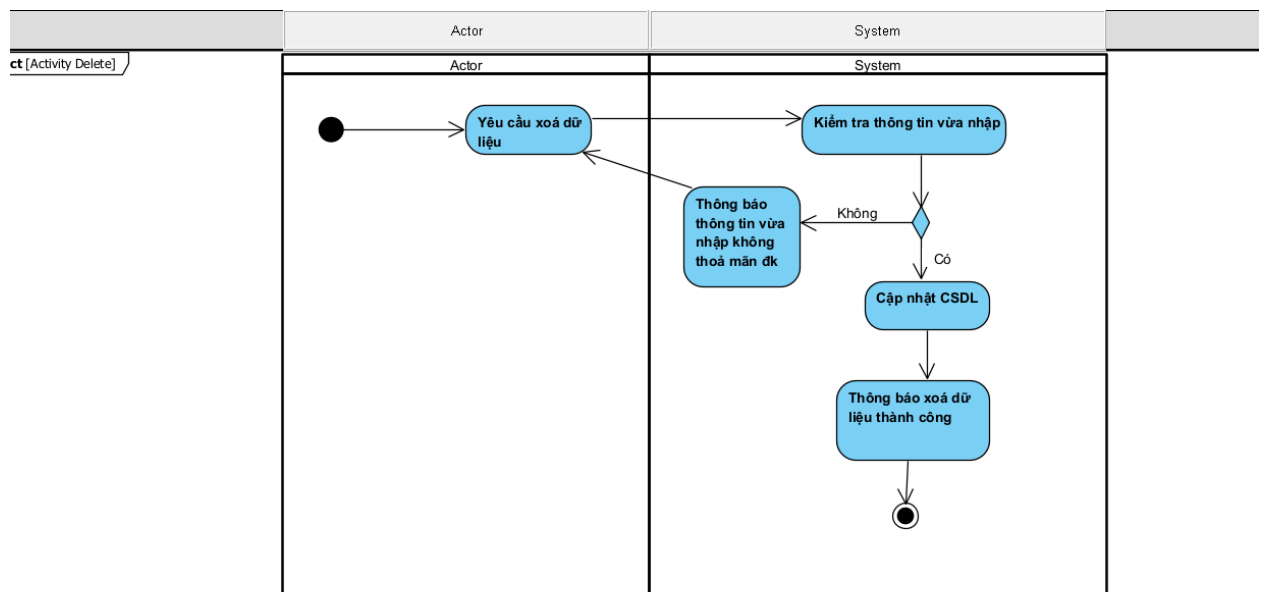 Actor
System
ct [Activity Delete]
Actor
System
Yêu cầu xoá dữ
liệu
Kiểm tra thông tin vừa nhập
Thông báo
thông tin vừa
nhập không
thoả mãn đk
Không
Có
Cập nhật CSDL
Thông báo xoá dữ
liệu thành công